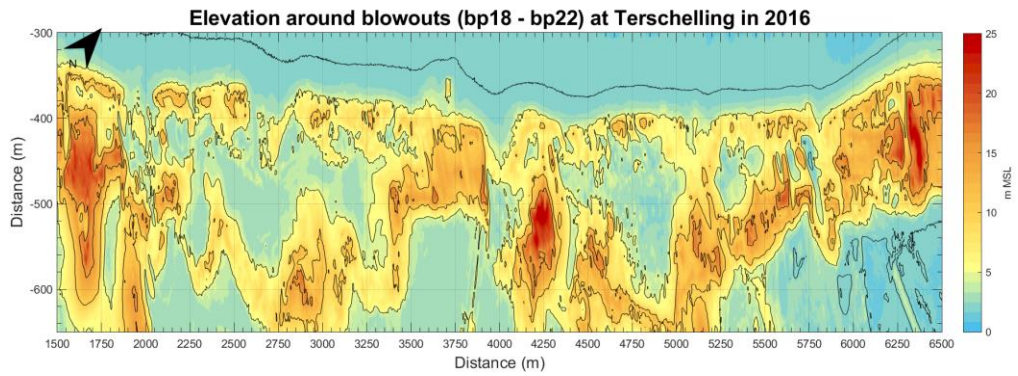 Elevation around blowouts (bp18 - bp22) at Terschelling in 2016
N
-300
-400
-500
-600
Distance (m)
1500 1750 2000 2250 2500 2750 3000 3250 3500 3750 4000 4250 4500 4750 5000 5250 5500 5750 6000 6250 6500
Distance (m)
25
20
15
10
5
0
m MSL